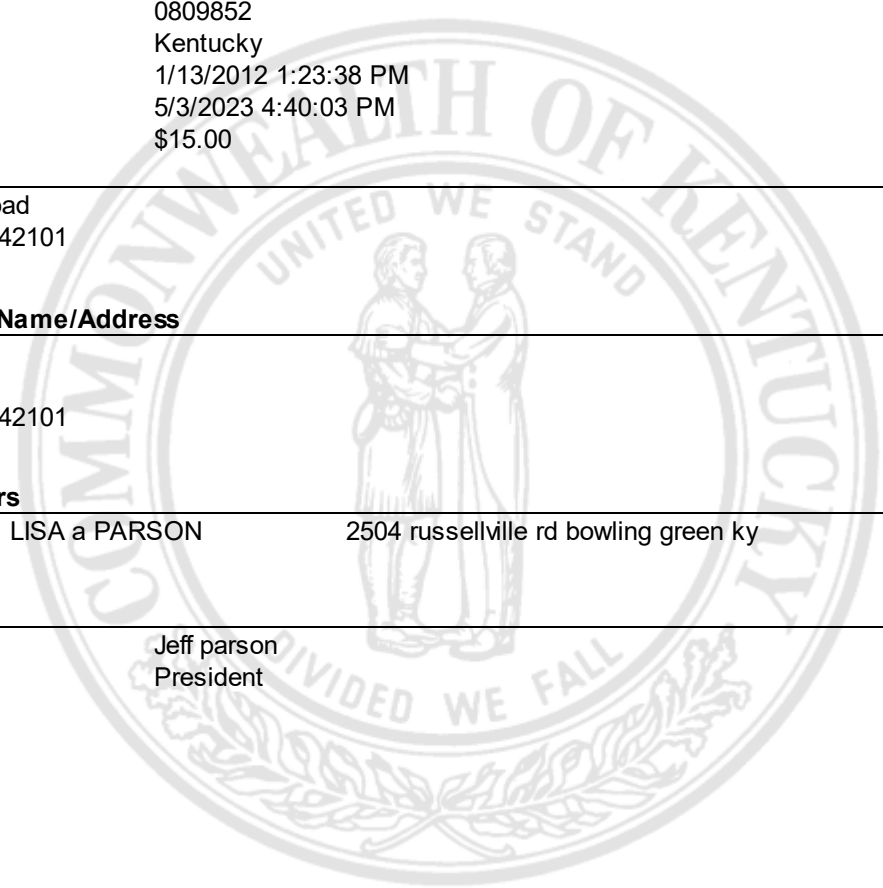 0809852
Kentucky
1/13/2012 1:23:38 PM
5/3/2023 4:40:03 PM
$15.00
oad
42101
Name/Address
42101
rs
LISA a PARSON 2504 russellville rd bowling green ky
Jeff parson
President
COMMONWEALTH OF KENTUCKY
UNITED WE STAND
DIVIDED WE FALL